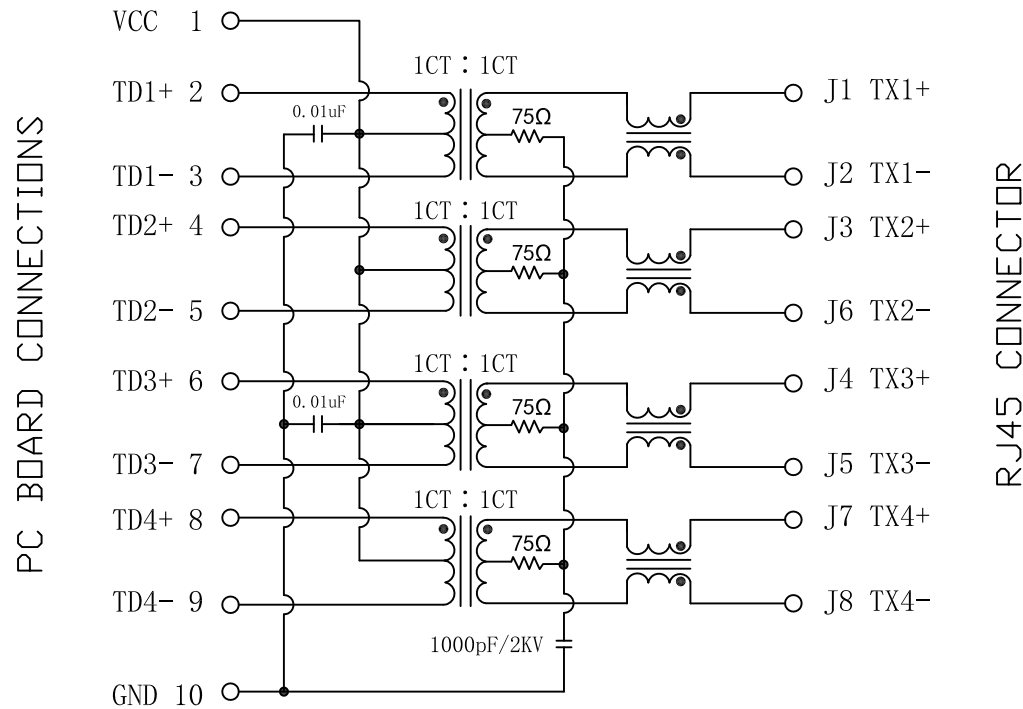 PC BOARD CONNECTIONS
VCC 1
1CT : 1CT
TD1+ 2
0.01uF
75Ω
J1 TX1+
TD1- 3
J2 TX1-
1CT : 1CT
TD2+ 4
75Ω
J3 TX2+
TD2- 5
J6 TX2-
1CT : 1CT
TD3+ 6
0.01uF
75Ω
J4 TX3+
TD3- 7
J5 TX3-
1CT : 1CT
TD4+ 8
75Ω
J7 TX4+
TD4- 9
J8 TX4-
1000pF/2KV
GND 10
RJ45 CONNECTOR